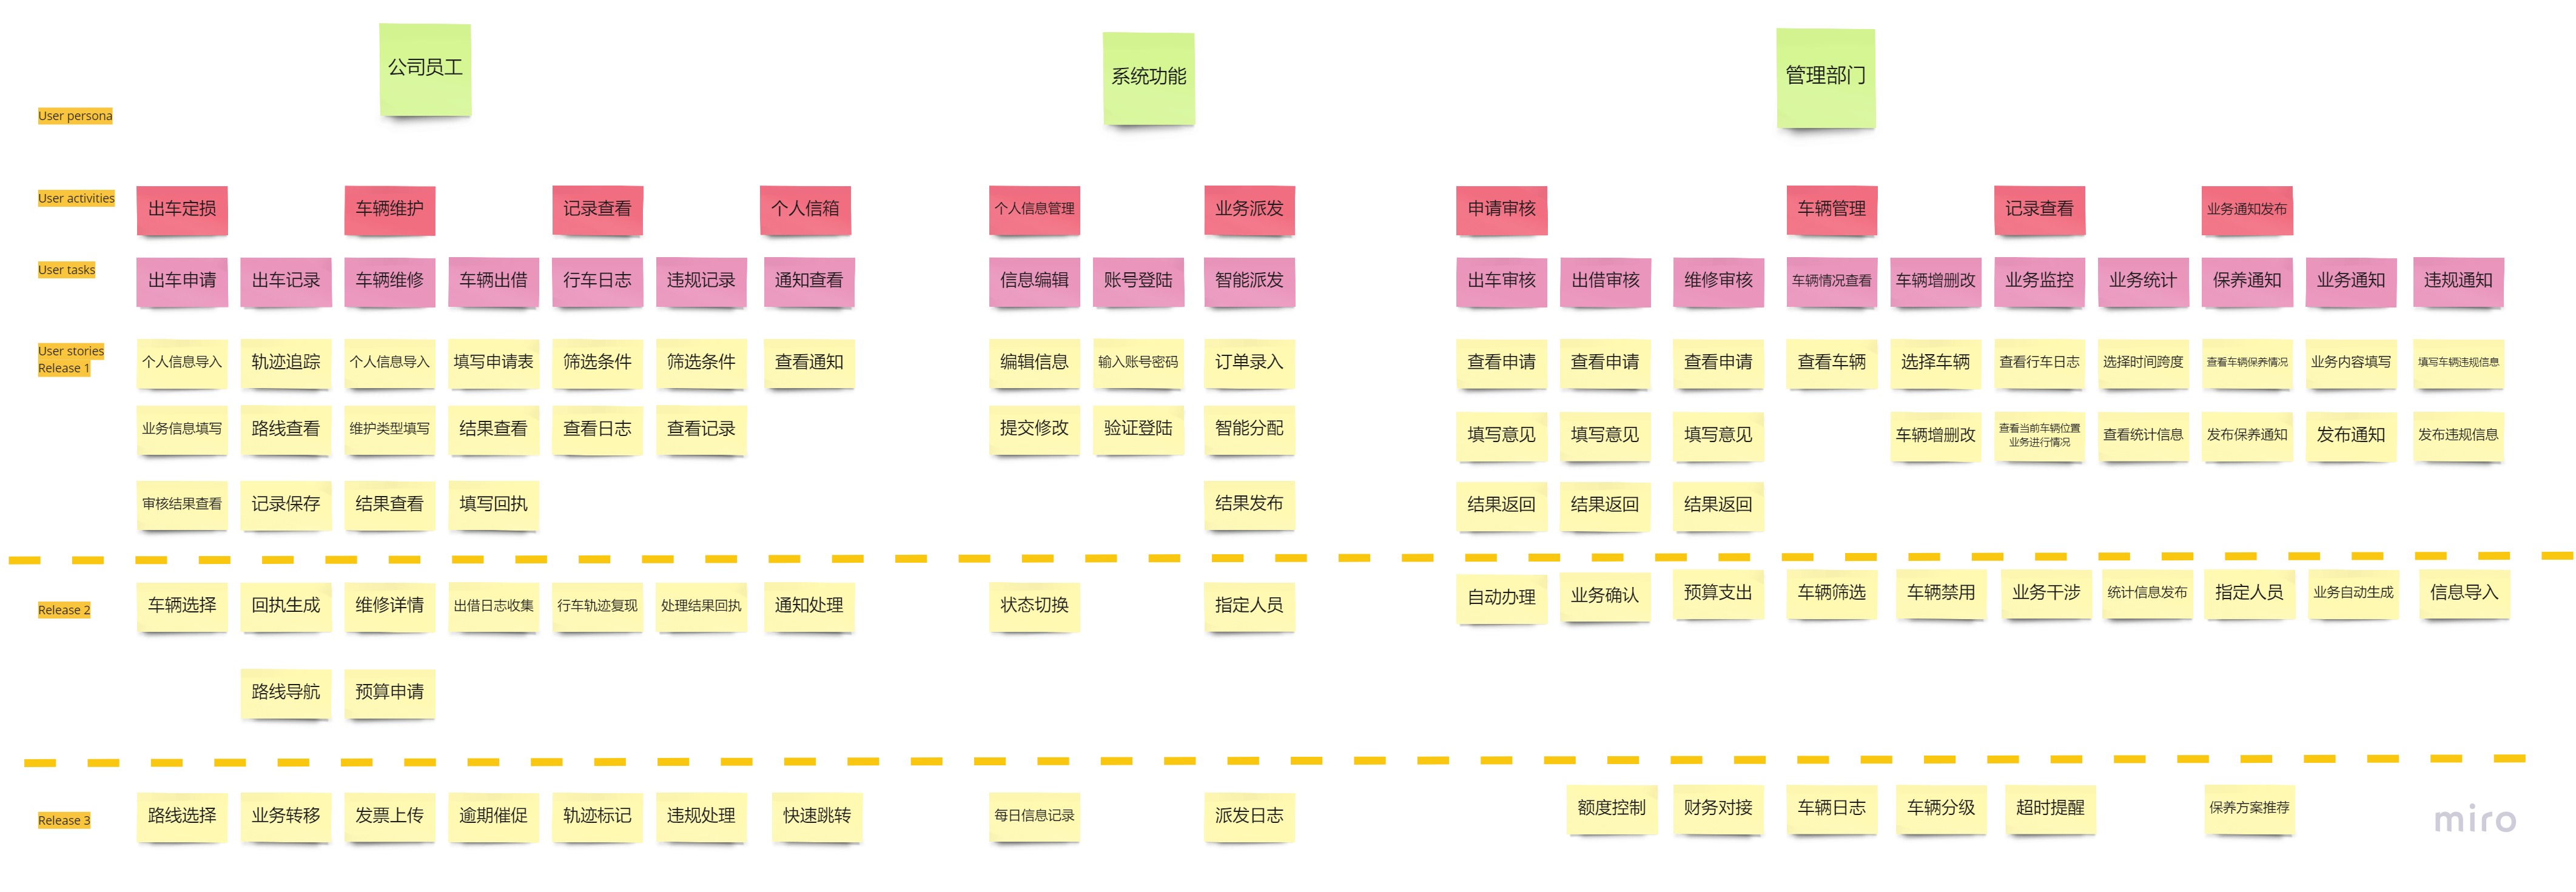 公司员工
系统功能
管理部门
User persona
User activities
出车定损
车辆维护
记录查看
个人信箱
个人信息管理
业务派发
申请审核
车辆管理
记录查看
业务通知发布
User tasks
出车申请
出车记录
车辆维修
车辆出借
行车日志
违规记录
通知查看
信息编辑
账号登陆
智能派发
出车审核
出借审核
维修审核
车辆情况查看
车辆增删改
业务监控
业务统计
保养通知
业务通知
违规通知
User stories
Release 1
个人信息导入
轨迹追踪
个人信息导入
填写申请表
筛选条件
筛选条件
查看通知
编辑信息
输入账号密码
订单录入
查看申请
查看申请
查看申请
查看车辆
选择车辆
查看行车日志
选择时间跨度
查看车辆保养情况
业务内容填写
填写车辆违规信息
业务信息填写
路线查看
维护类型填写
结果查看
查看日志
查看记录
提交修改
验证登陆
智能分配
填写意见
填写意见
填写意见
车辆增删改
查看当前车辆位置
业务进行情况
查看统计信息
发布保养通知
发布通知
发布违规信息
审核结果查看
记录保存
结果查看
填写回执
结果发布
结果返回
结果返回
结果返回
Release 2
车辆选择
回执生成
维修详情
出借日志收集
行车轨迹复现
处理结果回执
通知处理
状态切换
指定人员
自动办理
业务确认
预算支出
车辆筛选
车辆禁用
业务干涉
统计信息发布
指定人员
业务自动生成
信息导入
路线导航
预算申请
Release 3
路线选择
业务转移
发票上传
逾期催促
轨迹标记
违规处理
快速跳转
每日信息记录
派发日志
额度控制
财务对接
车辆日志
车辆分级
超时提醒
保养方案推荐
miro